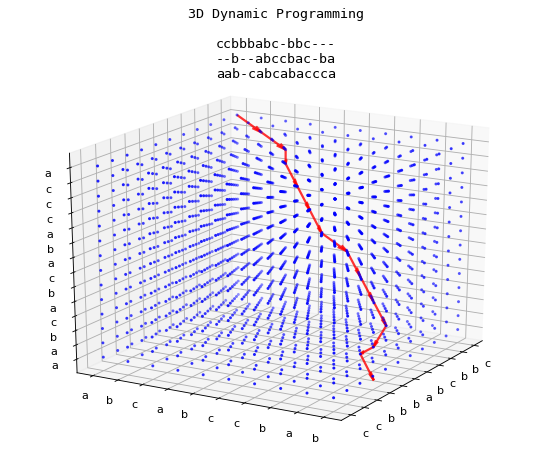 3D Dynamic Programming
ccbbbabc-bbc---
--b--abccbac-ba
aab-cabcabaccca
a
c
c
c
a
b
a
c
b
a
c
b
a
a
a b c a b c c b a b
c c b b b a b c b b c